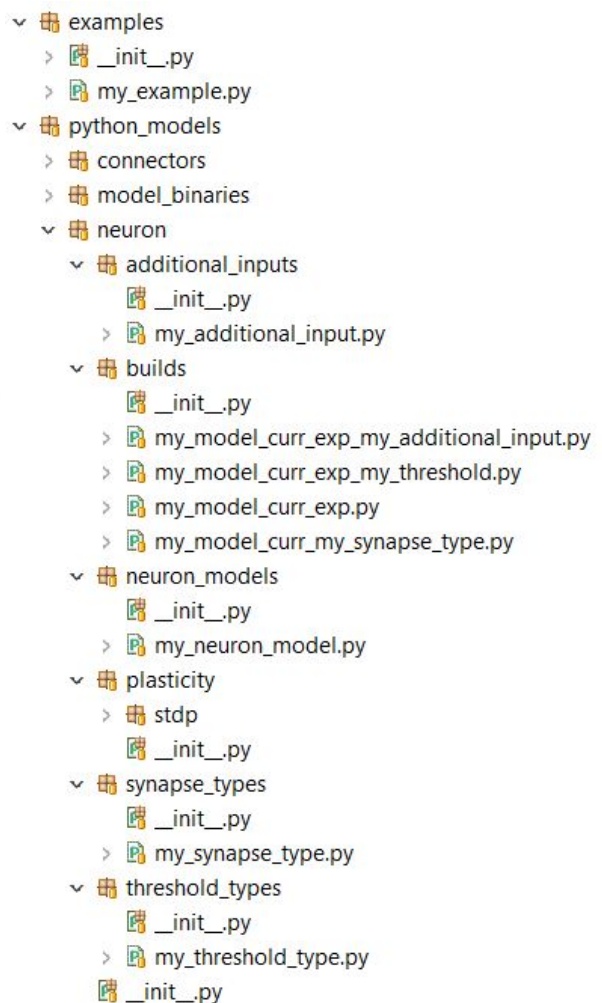 examples
__init__.py
my_example.py
python_models
connectors
model_binaries
neuron
additional_inputs
__init__.py
my_additional_input.py
builds
__init__.py
my_model_curr_exp_my_additional_input.py
my_model_curr_exp_my_threshold.py
my_model_curr_exp.py
my_model_curr_my_synapse_type.py
neuron_models
__init__.py
my_neuron_model.py
plasticity
stdp
__init__.py
synapse_types
__init__.py
my_synapse_type.py
threshold_types
__init__.py
my_threshold_type.py
__init__.py